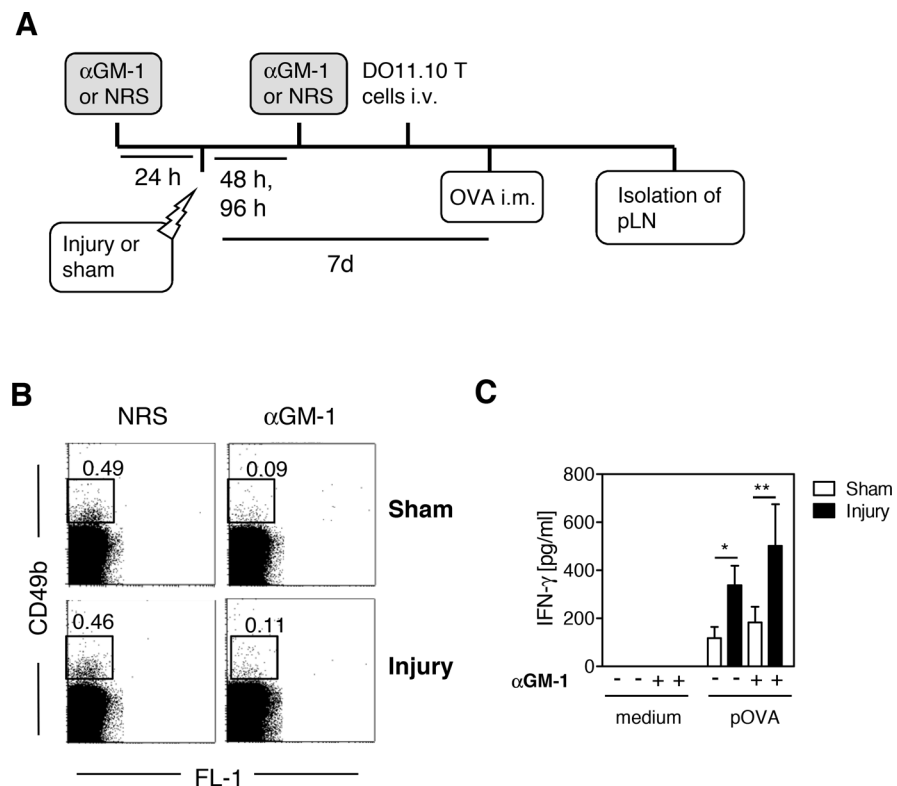 A
αGM-1
or NRS
αGM-1
or NRS
DO11.10 T
cells i.v.
24 h
48 h,
96 h
OVA i.m.
Isolation of
pLN
Injury or
sham
7d
B
NRS
αGM-1
0.49
0.09
Sham
0.46
0.11
Injury
CD49b
FL-1
C
800
600
400
200
0
IFN-γ [pg/ml]
*
**
Sham
Injury
αGM-1
- - + + - - + +
medium
pOVA